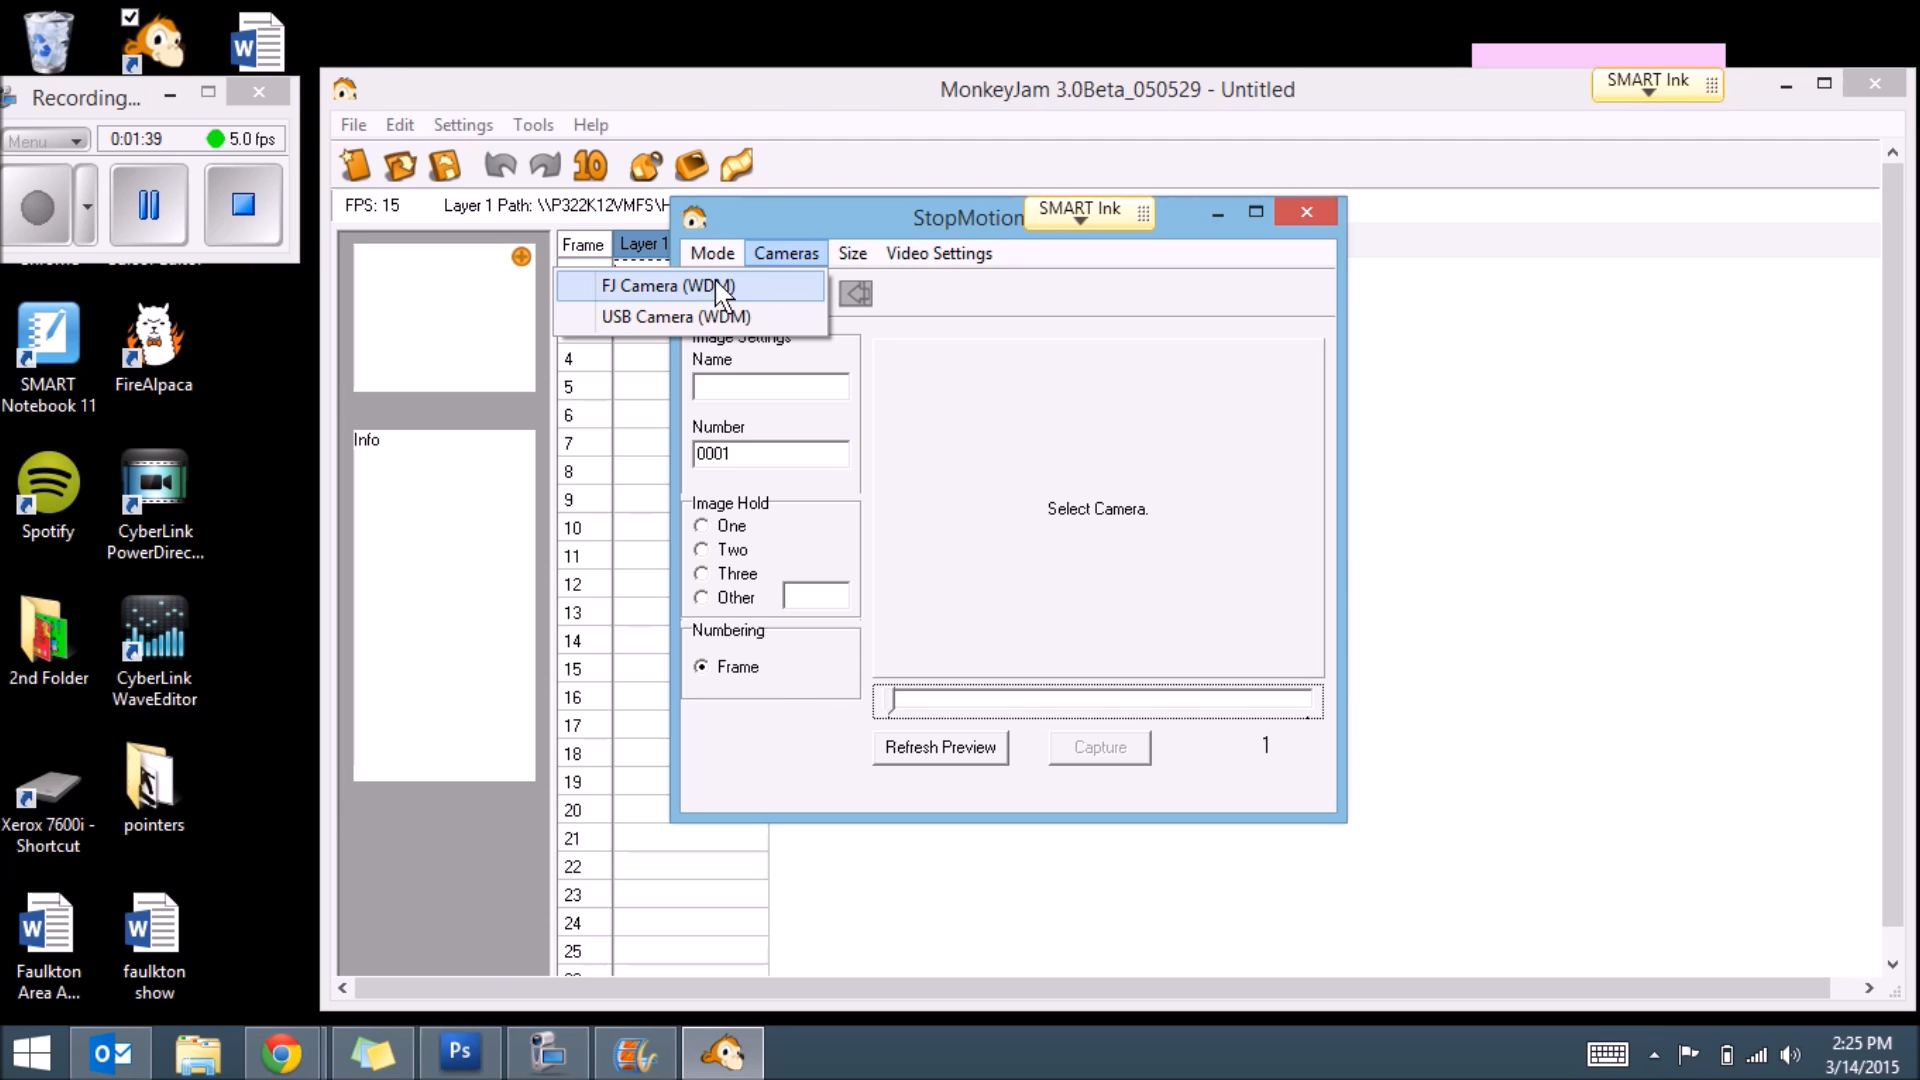 W
Recording...
Menu
0:01:39
5.0 fps
SMART Notebook 11
FireAlpaca
Spotify
CyberLink PowerDirec...
2nd Folder
CyberLink WaveEditor
Xerox 7600i - Shortcut
pointers
W
Faulkton Area A...
W
faulkton show
MonkeyJam 3.0Beta_050529 - Untitled
SMART Ink
File Edit Settings Tools Help
10
FPS: 15
Layer 1 Path: \\P322K12VMFS\H
Info
Frame
Layer 1
4
5
6
7
8
9
10
11
12
13
14
15
16
17
18
19
20
21
22
23
24
25
StopMotion
SMART Ink
Mode Cameras Size Video Settings
FJ Camera (WDM)
USB Camera (WDM)
Image Settings
Name
Number
0001
Image Hold
One
Two
Three
Other
Numbering
Frame
Select Camera.
Refresh Preview
Capture
1
Ps
2:25 PM
3/14/2015